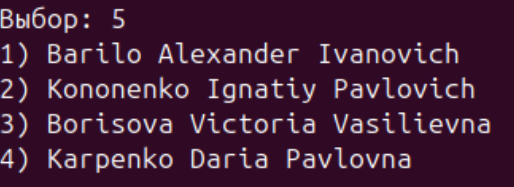 Выбор: 5
1) Barilo Alexander Ivanovich
2) Kononenko Ignatiy Pavlovich
3) Borisova Victoria Vasilievna
4) Karpenko Daria Pavlovna